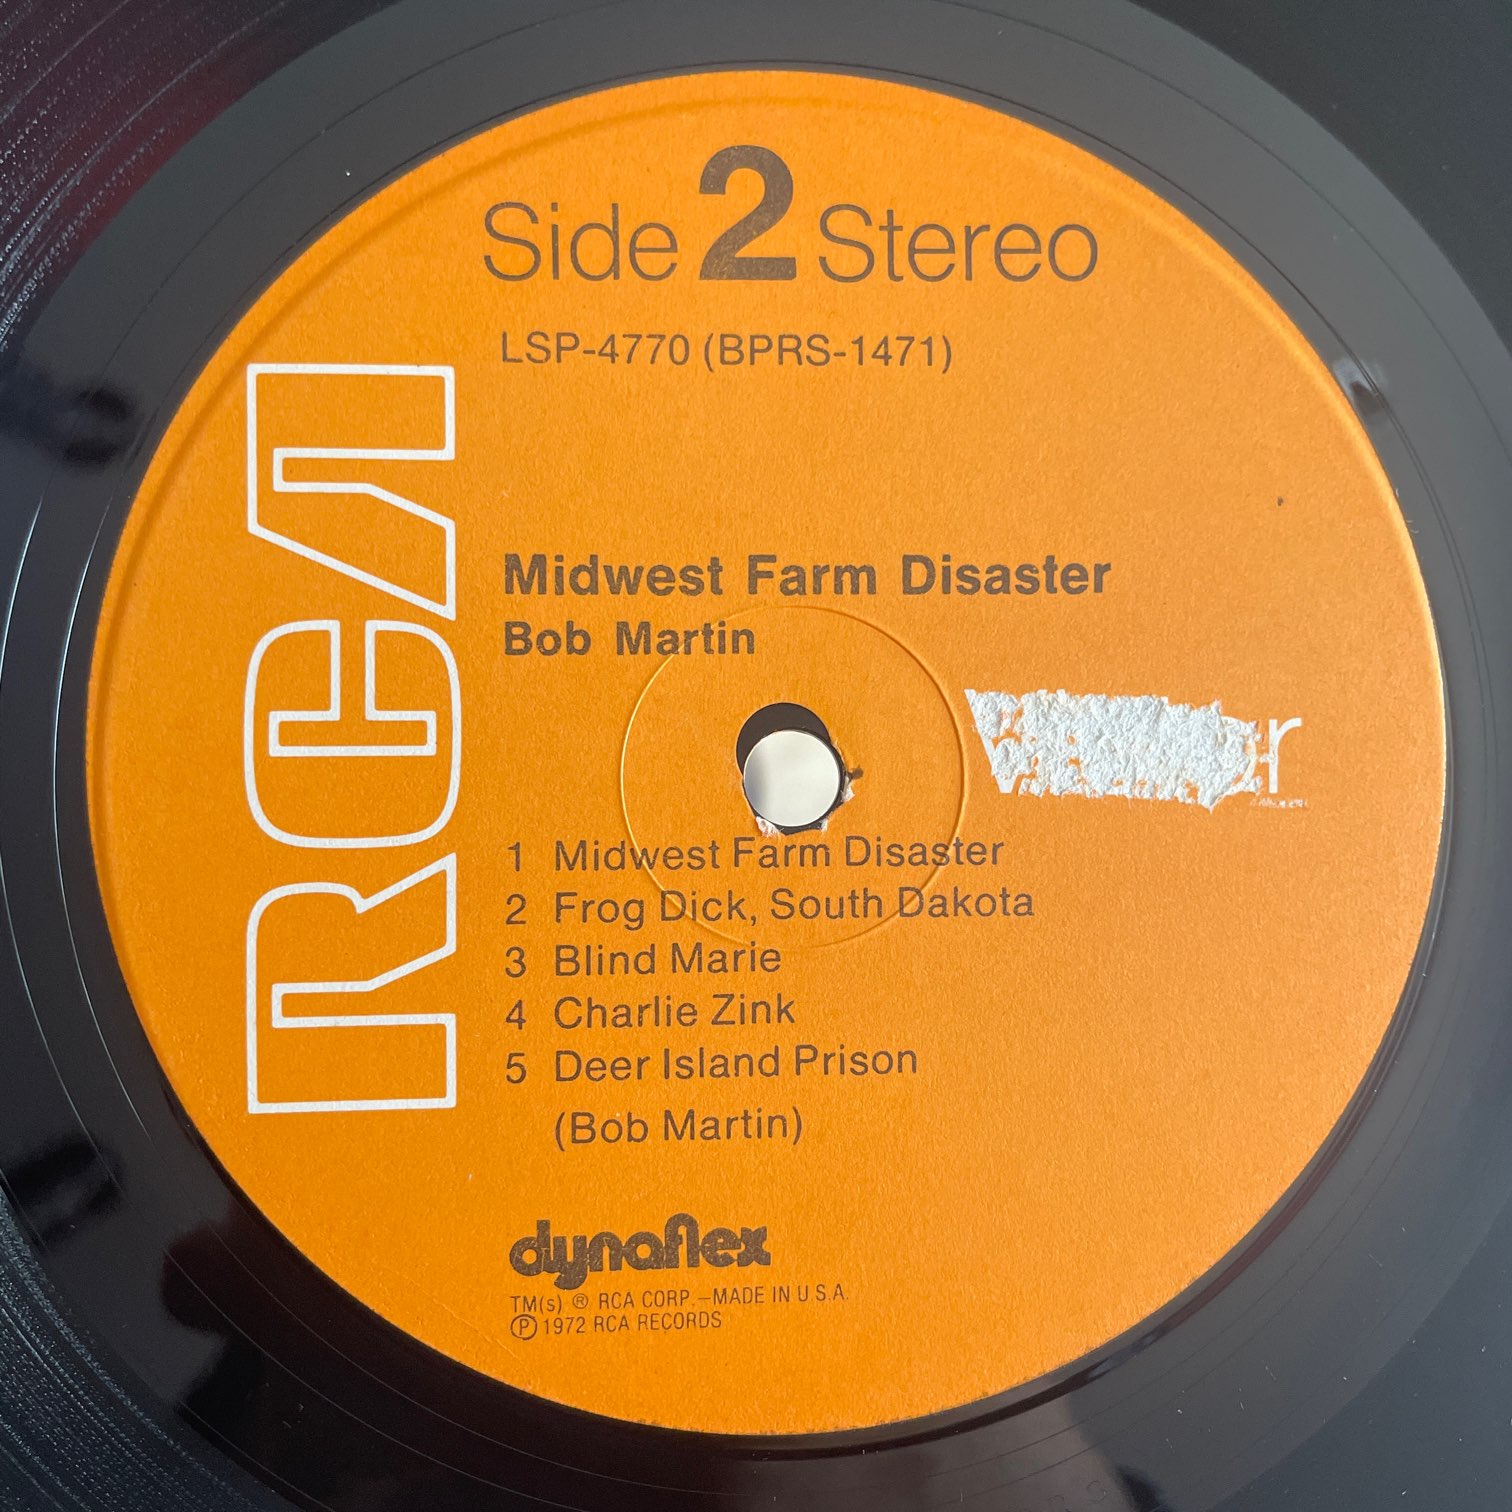 Side 2 Stereo
LSP-4770 (BPRS-1471)
RCA
Midwest Farm Disaster
Bob Martin
1 Midwest Farm Disaster
2 Frog Dick, South Dakota
3 Blind Marie
4 Charlie Zink
5 Deer Island Prison
(Bob Martin)
dynaflex
TM(s) ® RCA CORP.—MADE IN U.S.A.
Ⓟ 1972 RCA RECORDS